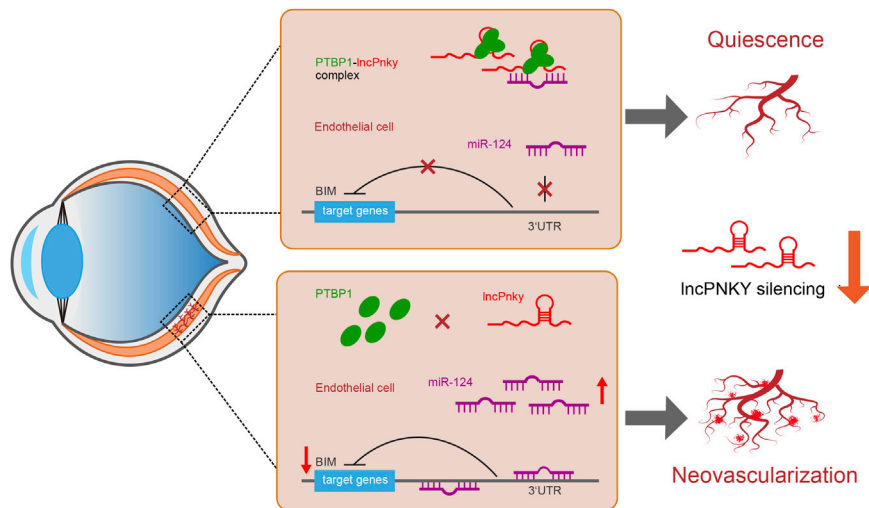 PTBP1-lncPnky
complex
Endothelial cell
miR-124
BIM
target genes
3'UTR
Quiescence
lncPNKY silencing
PTBP1
lncPnky
Endothelial cell
miR-124
BIM
target genes
3'UTR
Neovascularization